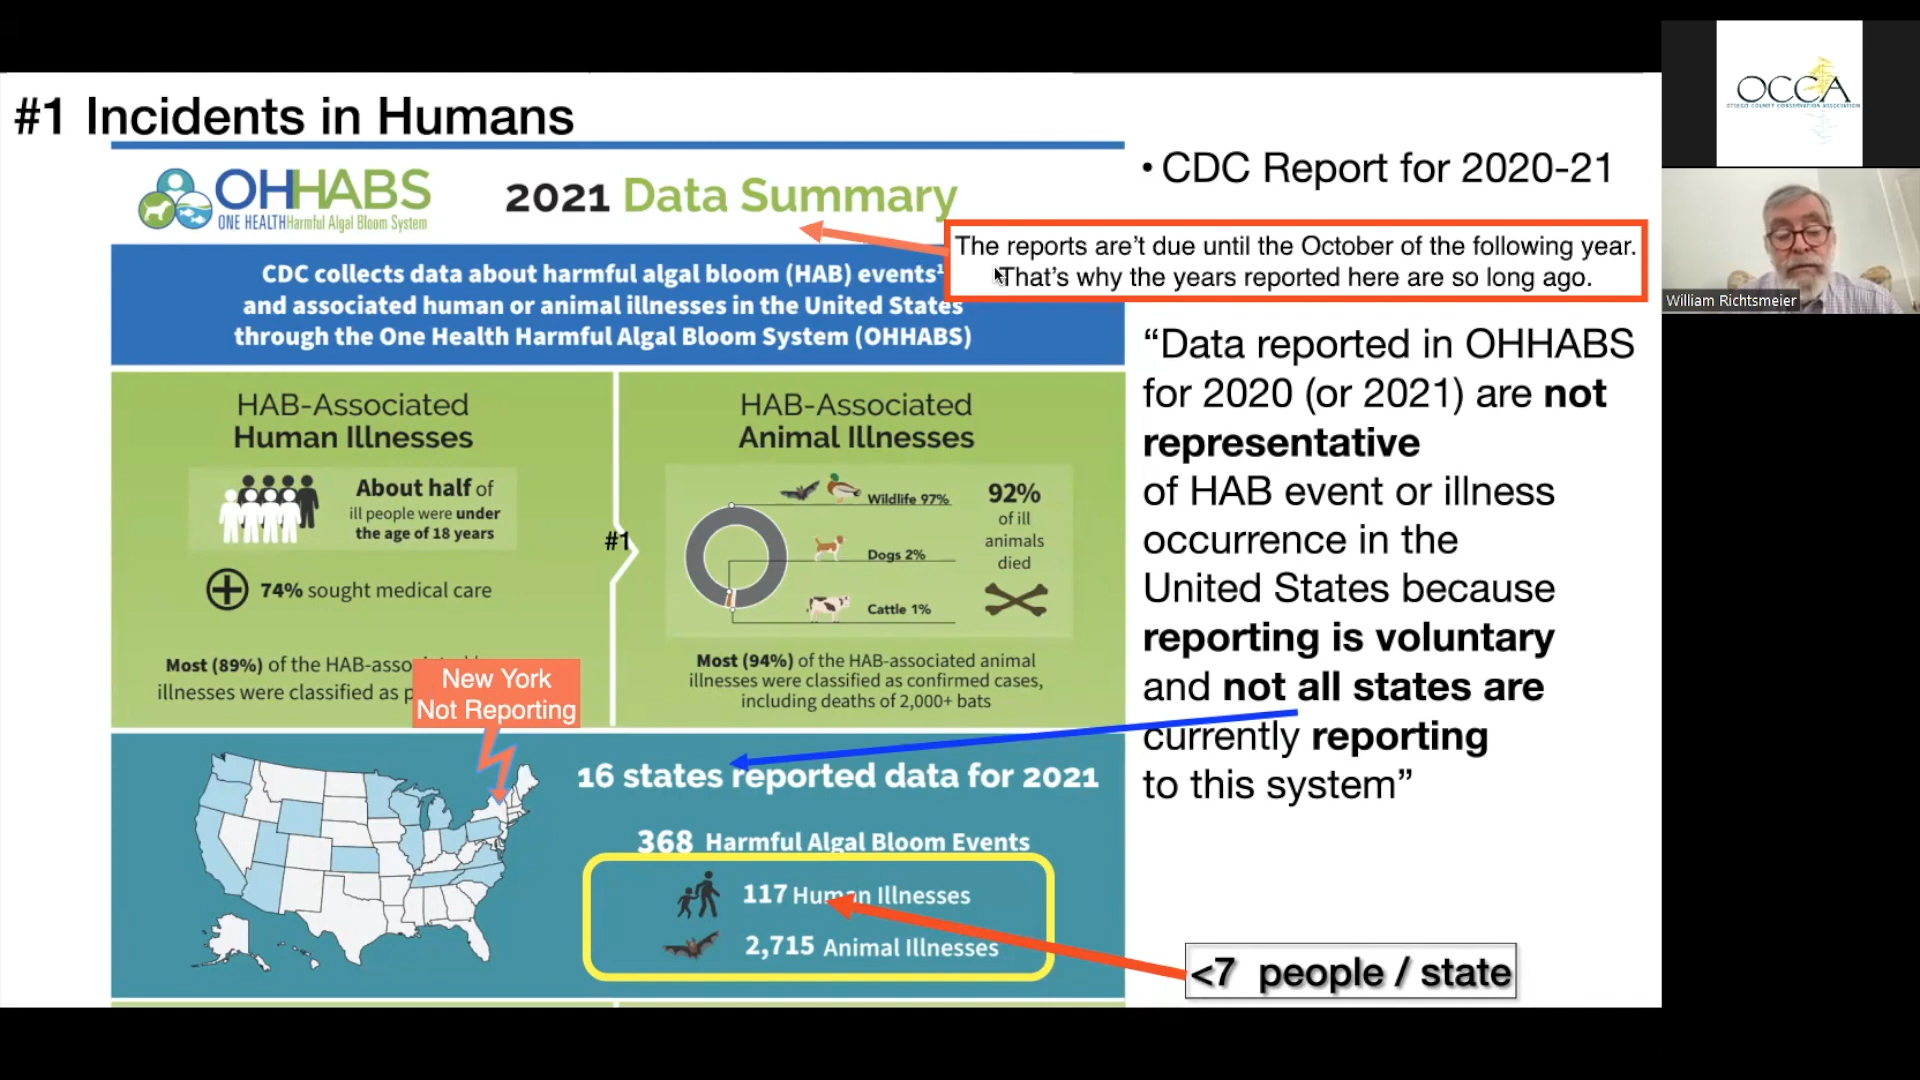 #1 Incidents in Humans
OHHABS
ONE HEALTH Harmful Algal Bloom System
2021 Data Summary
CDC collects data about harmful algal bloom (HAB) events¹
and associated human or animal illnesses in the United States
through the One Health Harmful Algal Bloom System (OHHABS)
HAB-Associated
Human Illnesses
About half of
ill people were under
the age of 18 years
74% sought medical care
Most (89%) of the HAB-asso
illnesses were classified as p
New York
Not Reporting
#1
HAB-Associated
Animal Illnesses
Wildlife 97%
Dogs 2%
Cattle 1%
92%
of ill
animals
died
Most (94%) of the HAB-associated animal
illnesses were classified as confirmed cases,
including deaths of 2,000+ bats
16 states reported data for 2021
368 Harmful Algal Bloom Events
117 Human Illnesses
2,715 Animal Illnesses
• CDC Report for 2020-21
The reports are’t due until the October of the following year.
That’s why the years reported here are so long ago.
“Data reported in OHHABS
for 2020 (or 2021) are not
representative
of HAB event or illness
occurrence in the
United States because
reporting is voluntary
and not all states are
currently reporting
to this system”
<7 people / state
OCCA
OTSEGO COUNTY CONSERVATION ASSOCIATION
William Richtsmeier